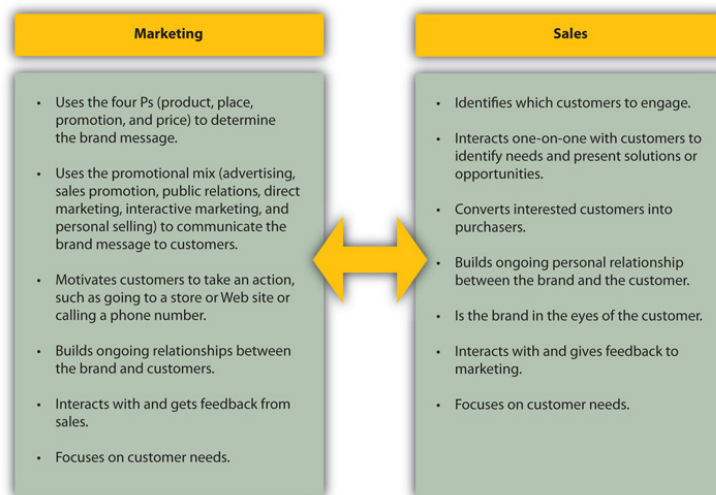 Marketing
• Uses the four Ps (product, place,
promotion, and price) to determine
the brand message.
• Uses the promotional mix (advertising,
sales promotion, public relations, direct
marketing, interactive marketing, and
personal selling) to communicate the
brand message to customers.
• Motivates customers to take an action,
such as going to a store or Web site or
calling a phone number.
• Builds ongoing relationships between
the brand and customers.
• Interacts with and gets feedback from
sales.
• Focuses on customer needs.
Sales
• Identifies which customers to engage.
• Interacts one-on-one with customers to
identify needs and present solutions or
opportunities.
• Converts interested customers into
purchasers.
• Builds ongoing personal relationship
between the brand and the customer.
• Is the brand in the eyes of the customer.
• Interacts with and gives feedback to
marketing.
• Focuses on customer needs.